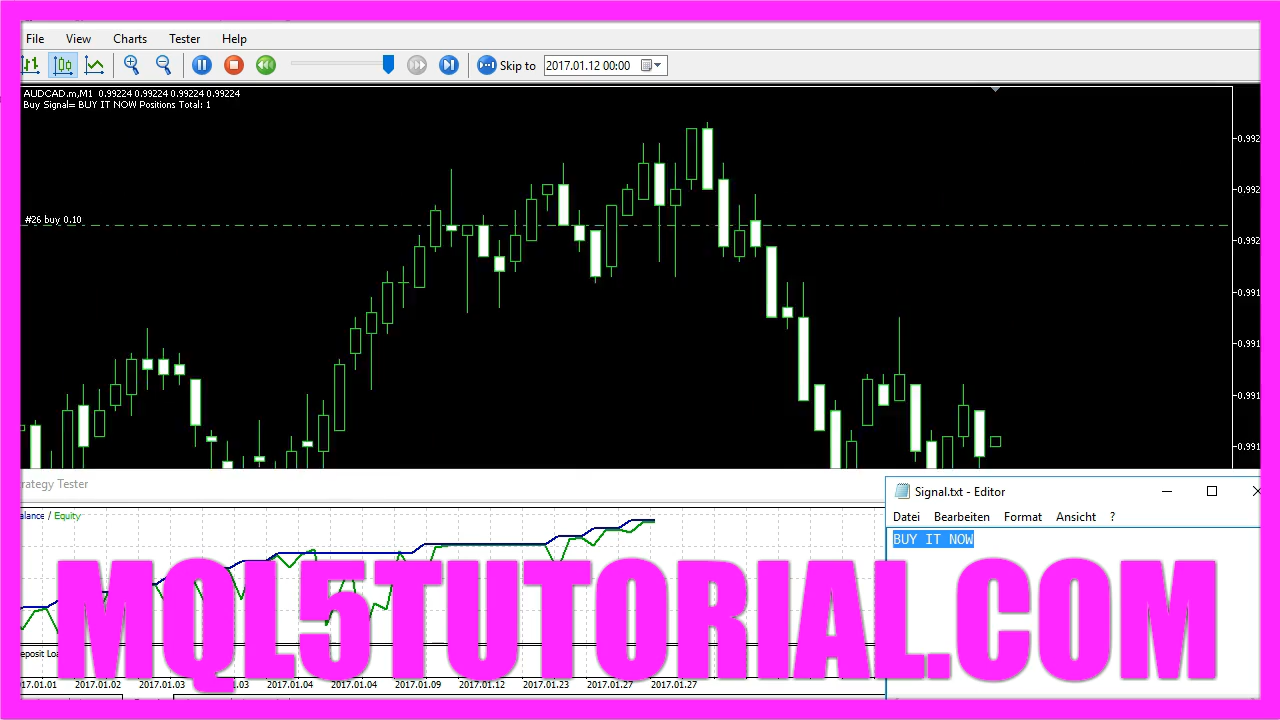 File View Charts Tester Help
Skip to 2017.01.12 00:00
AUDCAD.m,M1 0.99224 0.99224 0.99224 0.99224
Buy Signal= BUY IT NOW Positions Total: 1
#26 buy 0.10
0.992
0.992
0.992
0.991
0.991
0.991
0.991
rategy Tester
alance / Equity
Signal.txt - Editor
Datei Bearbeiten Format Ansicht ?
BUY IT NOW
MQL5TUTORIAL.COM
eposit Loa
17.01.01 2017.01.02 2017.01.03 .03 2017.01.04 2017.01.04 2017.01.09 2017.01.12 2017.01.23 2017.01.27 2017.01.27